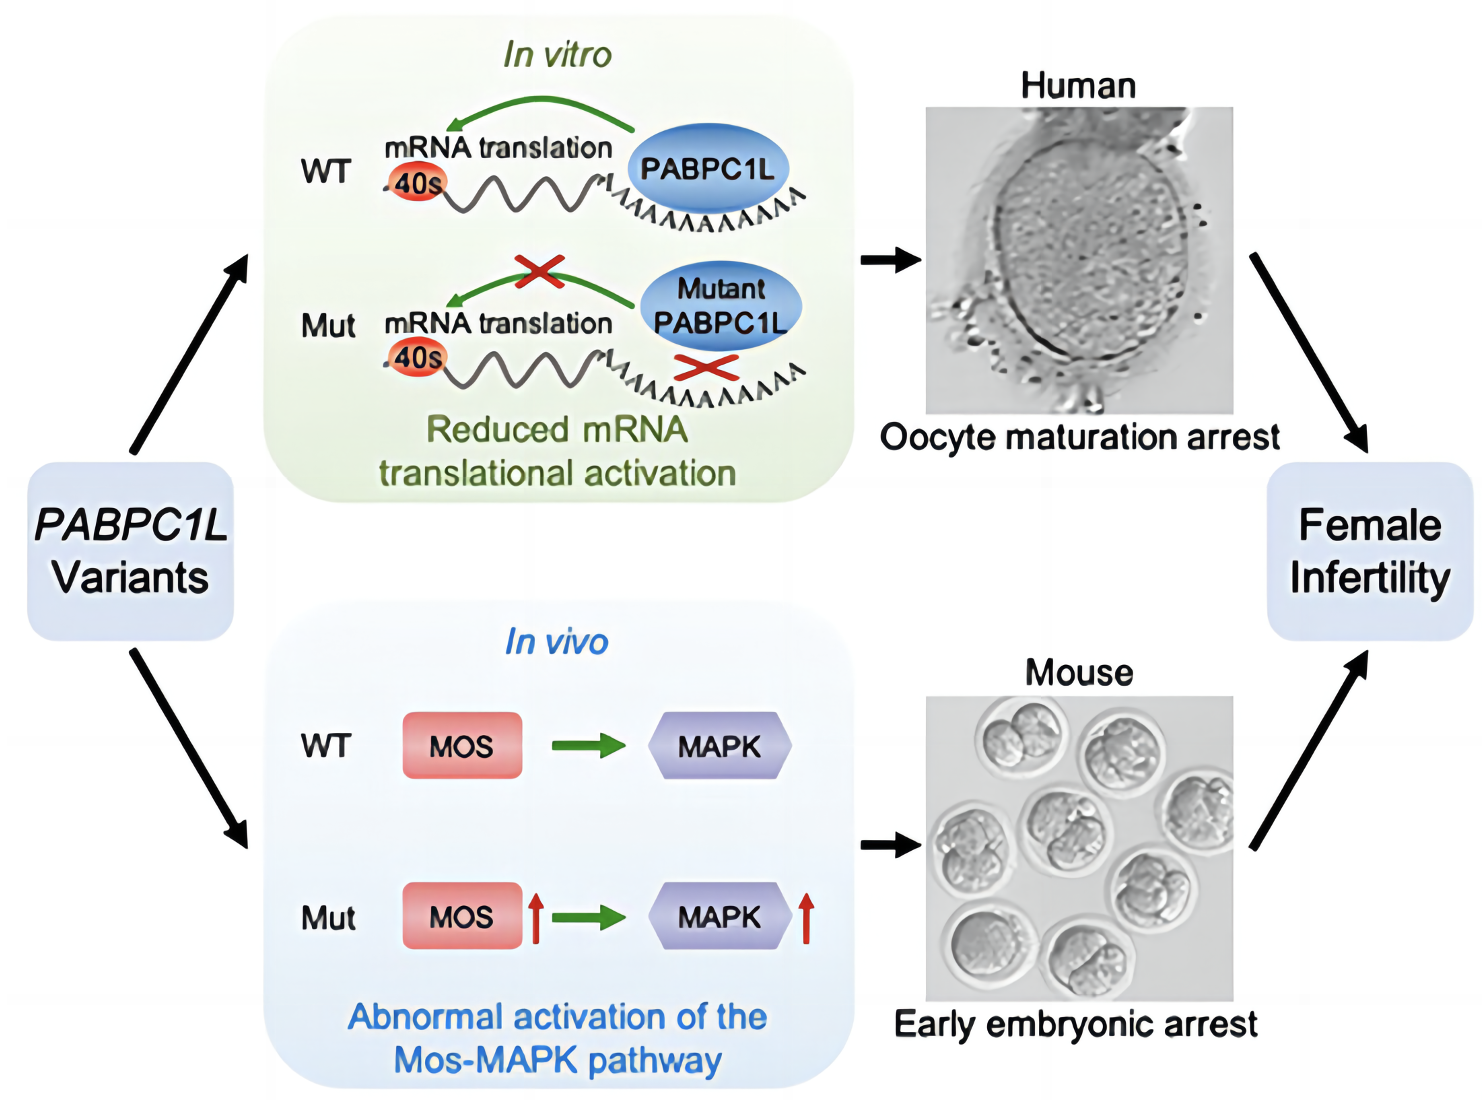 PABPC1L
Variants
In vitro
WT
mRNA translation
40s
PABPC1L
Mut
mRNA translation
40s
Mutant
PABPC1L
Reduced mRNA
translational activation
Human
Oocyte maturation arrest
In vivo
WT
MOS
MAPK
Mut
MOS
MAPK
Abnormal activation of the
Mos-MAPK pathway
Mouse
Early embryonic arrest
Female
Infertility